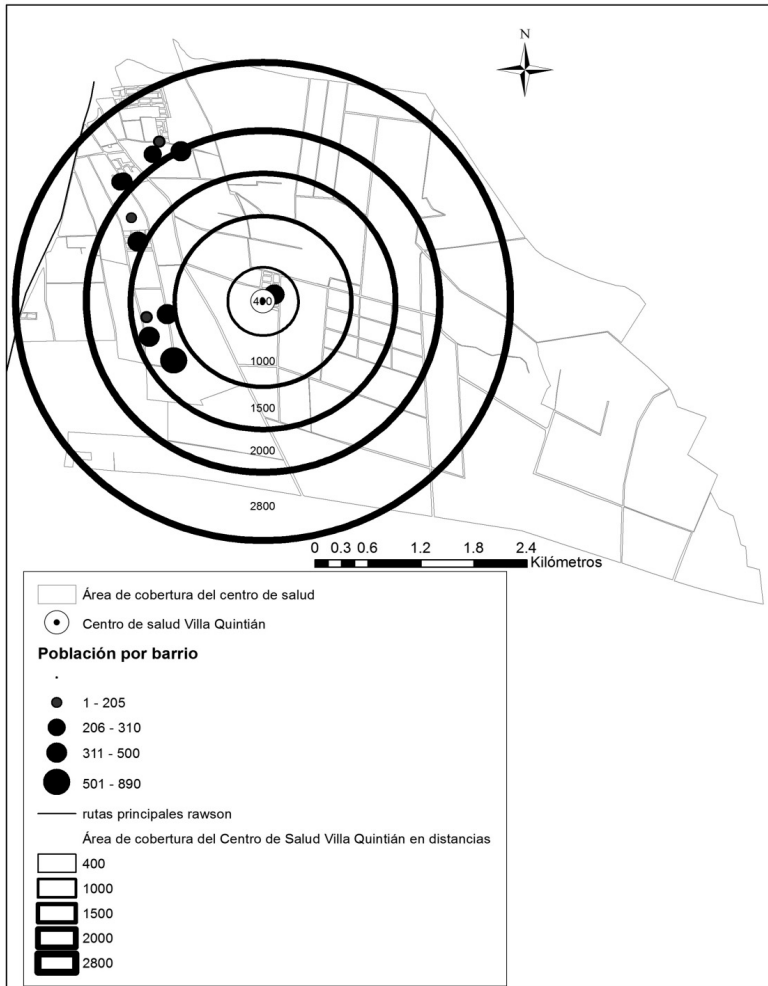 N
400
1000
1500
2000
2800
0 0.3 0.6 1.2 1.8 2.4
Kilómetros
Área de cobertura del centro de salud
Centro de salud Villa Quintián
Población por barrio
1 - 205
206 - 310
311 - 500
501 - 890
rutas principales rawson
Área de cobertura del Centro de Salud Villa Quintián en distancias
400
1000
1500
2000
2800